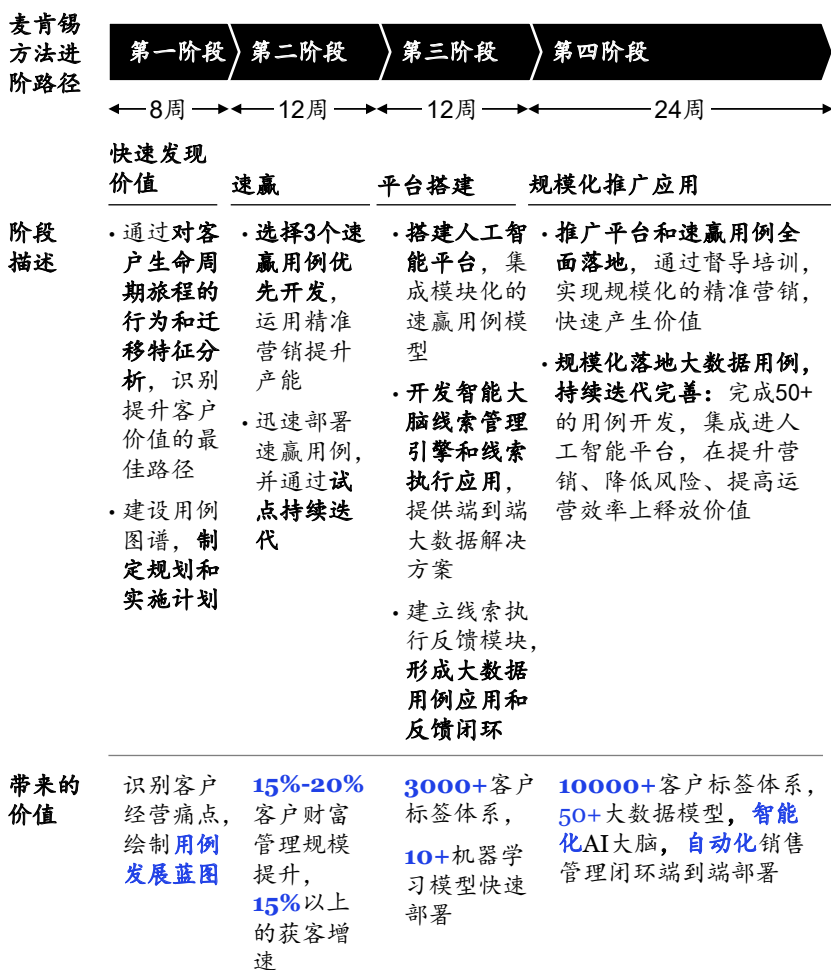 麦肯锡
方法进
阶路径
第一阶段
第二阶段
第三阶段
第四阶段
8周
12周
12周
24周
快速发现
价值
速赢
平台搭建
规模化推广应用
阶段
描述
• 通过对客
户生命周
期旅程的
行为和迁
移特征分
析，识别
提升客户
价值的最
佳路径
• 建设用例
图谱，制
定规划和
实施计划
• 选择3个速
赢用例优
先开发，
运用精准
营销提升
产能
• 迅速部署
速赢用例，
并通过试
点持续迭
代
• 搭建人工智
能平台，集
成模块化的
速赢用例模
型
• 开发智能大
脑线索管理
引擎和线索
执行应用，
提供端到端
大数据解决
方案
• 建立线索执
行反馈模块，
形成大数据
用例应用和
反馈闭环
• 推广平台和速赢用例全
面落地，通过督导培训，
实现规模化的精准营销，
快速产生价值
• 规模化落地大数据用例，
持续迭代完善：完成50+
的用例开发，集成进人
工智能平台，在提升营
销、降低风险、提高运
营效率上释放价值
带来的
价值
识别客户
经营痛点，
绘制用例
发展蓝图
15%-20%
客户财富
管理规模
提升，
15%以上
的获客增
速
3000+客户
标签体系，
10+机器学
习模型快速
部署
10000+客户标签体系，
50+大数据模型，智能
化AI大脑，自动化销售
管理闭环端到端部署